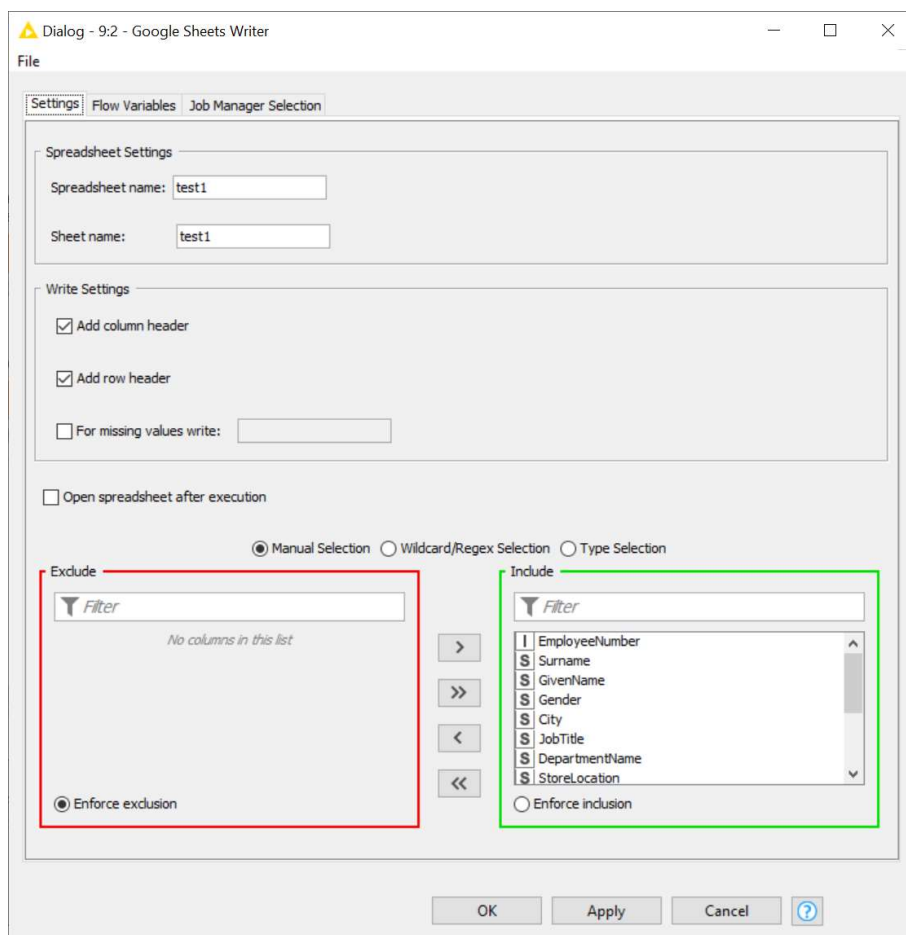 Dialog - 9:2 - Google Sheets Writer
File
Settings Flow Variables Job Manager Selection
Spreadsheet Settings
Spreadsheet name: test1
Sheet name: test1
Write Settings
Add column header
Add row header
For missing values write:
Open spreadsheet after execution
Manual Selection Wildcard/Regex Selection Type Selection
Exclude
Filter
No columns in this list
Enforce exclusion
> 
>>
<
<<
Include
Filter
I EmployeeNumber
S Surname
S GivenName
S Gender
S City
S JobTitle
S DepartmentName
S StoreLocation
Enforce inclusion
OK Apply Cancel ?